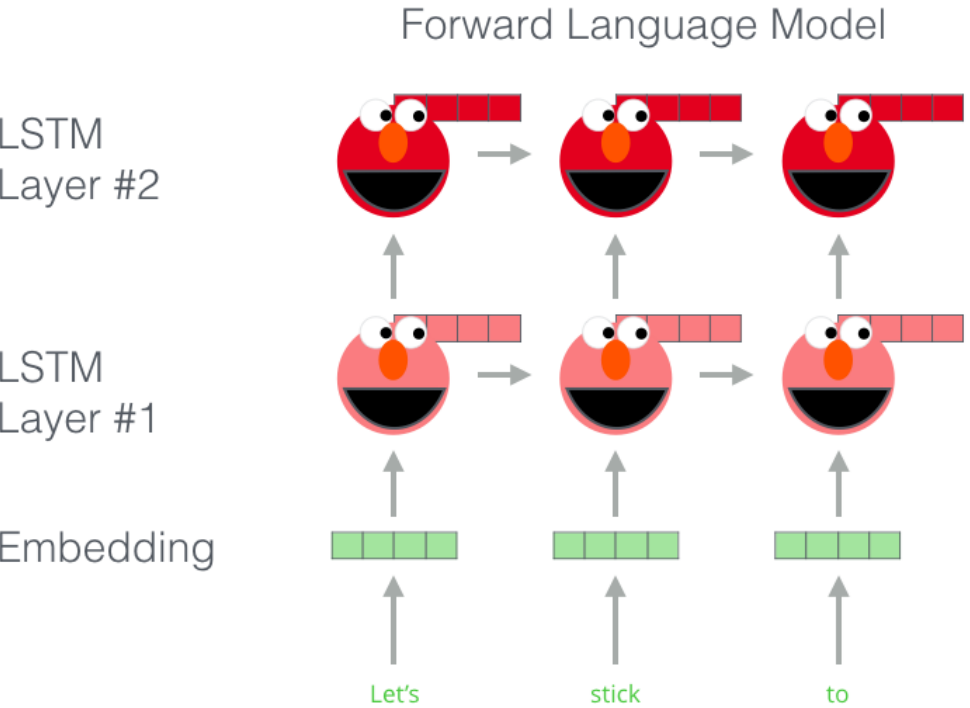 Forward Language Model
LSTM
Layer #2
LSTM
Layer #1
Embedding
Let's
stick
to